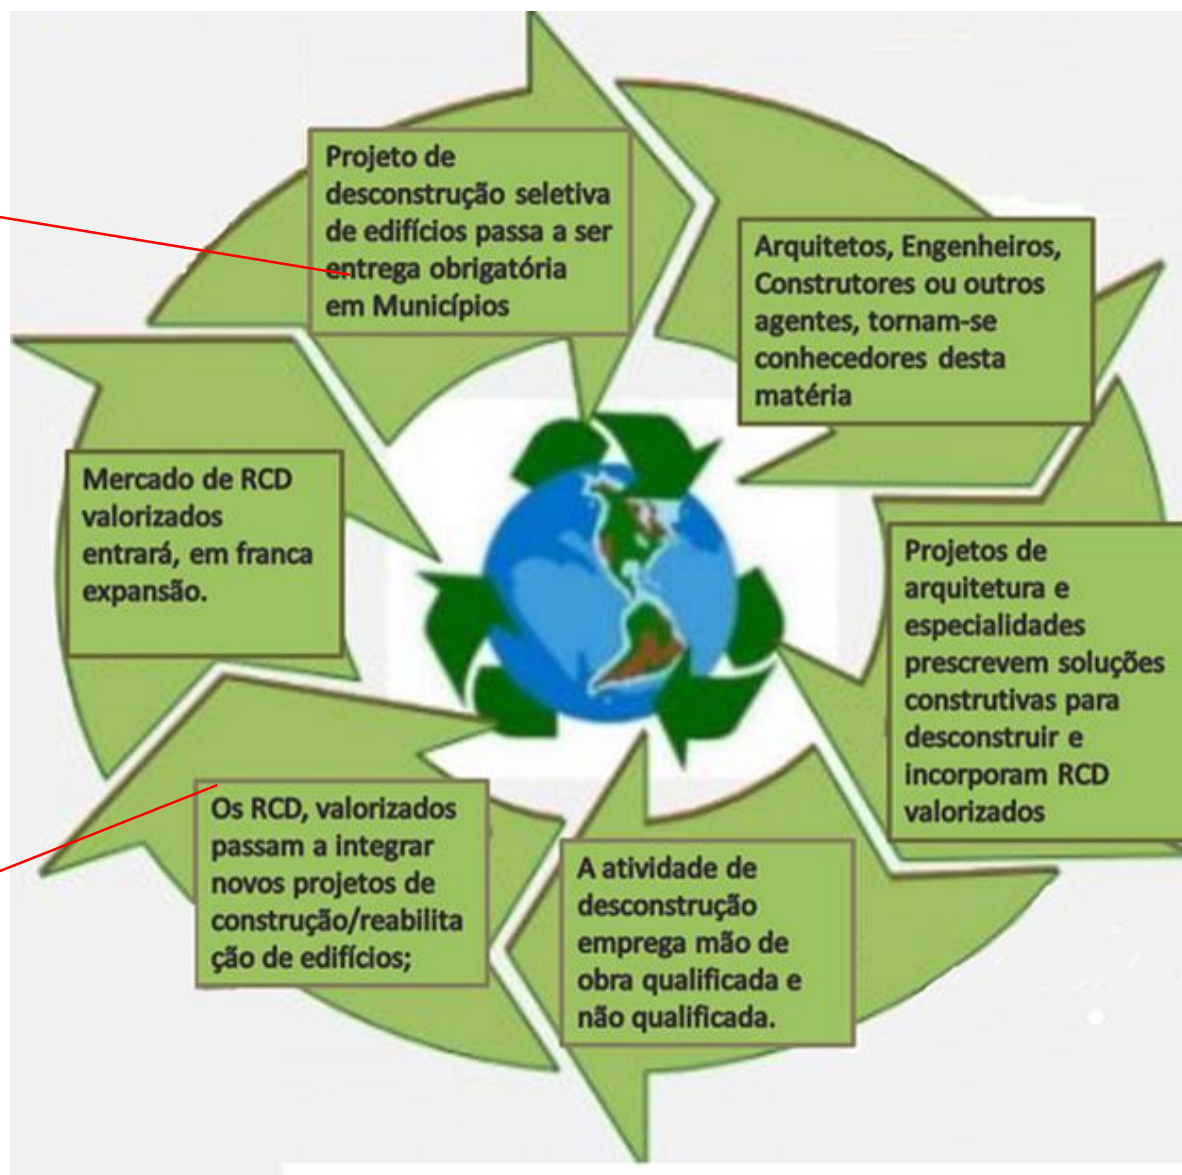 Projeto de
desconstrução seletiva
de edifícios passa a ser
entrega obrigatória
em Municípios
Arquitetos, Engenheiros,
Construtores ou outros
agentes, tornam-se
conhecedores desta
matéria
Projetos de
arquitetura e
especialidades
prescrevem soluções
construtivas para
desconstruir e
incorporam RCD
valorizados
A atividade de
desconstrução
emprega mão de
obra qualificada e
não qualificada.
Os RCD, valorizados
passam a integrar
novos projetos de
construção/reabilita
ção de edifícios;
Mercado de RCD
valorizados
entrará, em franca
expansão.